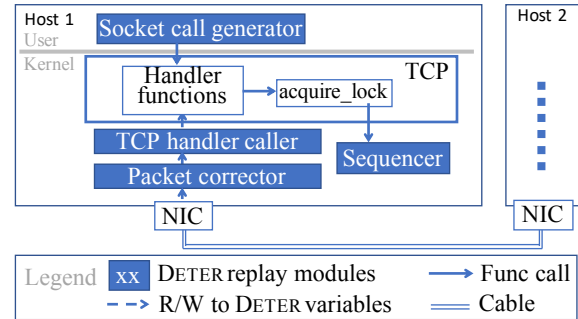 Host 1
Host 2
User
Socket call generator
Kernel
TCP
Handler
functions
acquire_lock
TCP handler caller
Sequencer
Packet corrector
NIC
NIC
Legend
xx
DETER replay modules
Func call
R/W to DETER variables
Cable